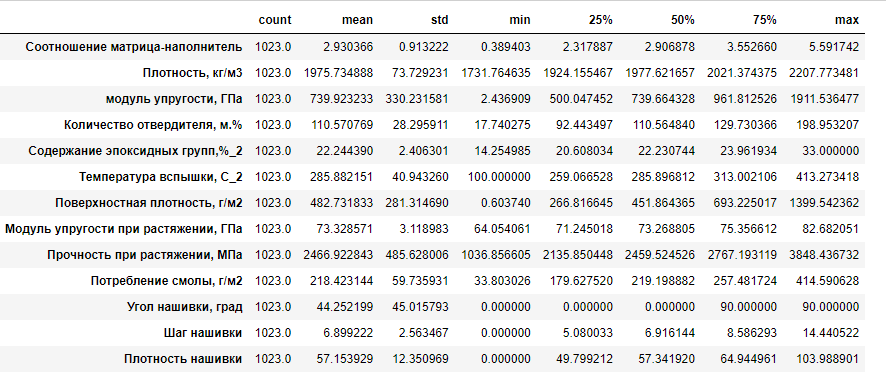 count mean std min 25% 50% 75% max
Соотношение матрица-наполнитель 1023.0 2.930366 0.913222 0.389403 2.317887 2.906878 3.552660 5.591742
Плотность, кг/м3 1023.0 1975.734888 73.729231 1731.764635 1924.155467 1977.621657 2021.374375 2207.773481
модуль упругости, ГПа 1023.0 739.923233 330.231581 2.436909 500.047452 739.664328 961.812526 1911.536477
Количество отвердителя, м.% 1023.0 110.570769 28.295911 17.740275 92.443497 110.564840 129.730366 198.953207
Содержание эпоксидных групп,%_2 1023.0 22.244390 2.406301 14.254985 20.608034 22.230744 23.961934 33.000000
Температура вспышки, С_2 1023.0 285.882151 40.943260 100.000000 259.066528 285.896812 313.002106 413.273418
Поверхностная плотность, г/м2 1023.0 482.731833 281.314690 0.603740 266.816645 451.864365 693.225017 1399.542362
Модуль упругости при растяжении, ГПа 1023.0 73.328571 3.118983 64.054061 71.245018 73.268805 75.356612 82.682051
Прочность при растяжении, МПа 1023.0 2466.922843 485.628006 1036.856605 2135.850448 2459.524526 2767.193119 3848.436732
Потребление смолы, г/м2 1023.0 218.423144 59.735931 33.803026 179.627520 219.198882 257.481724 414.590628
Угол нашивки, град 1023.0 44.252199 45.015793 0.000000 0.000000 0.000000 90.000000 90.000000
Шаг нашивки 1023.0 6.899222 2.563467 0.000000 5.080033 6.916144 8.586293 14.440522
Плотность нашивки 1023.0 57.153929 12.350969 0.000000 49.799212 57.341920 64.944961 103.988901